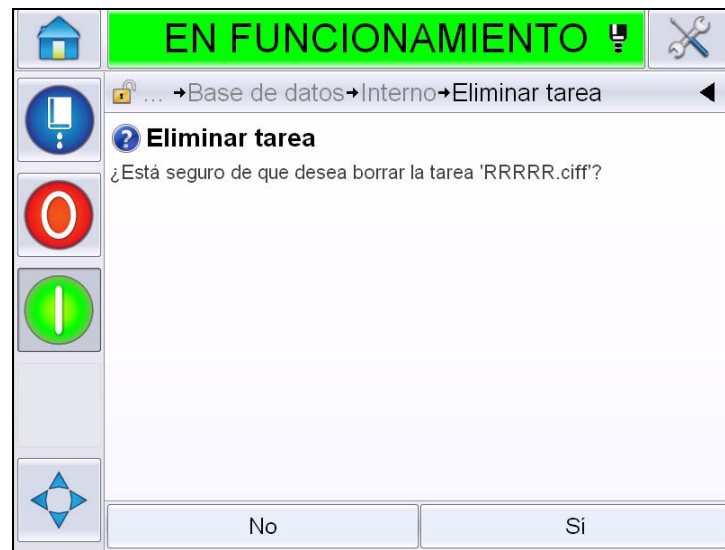 EN FUNCIONAMIENTO
... →Base de datos→Interno→Eliminar tarea
Eliminar tarea
¿Está seguro de que desea borrar la tarea 'RRRRR.ciff'?
No Sí